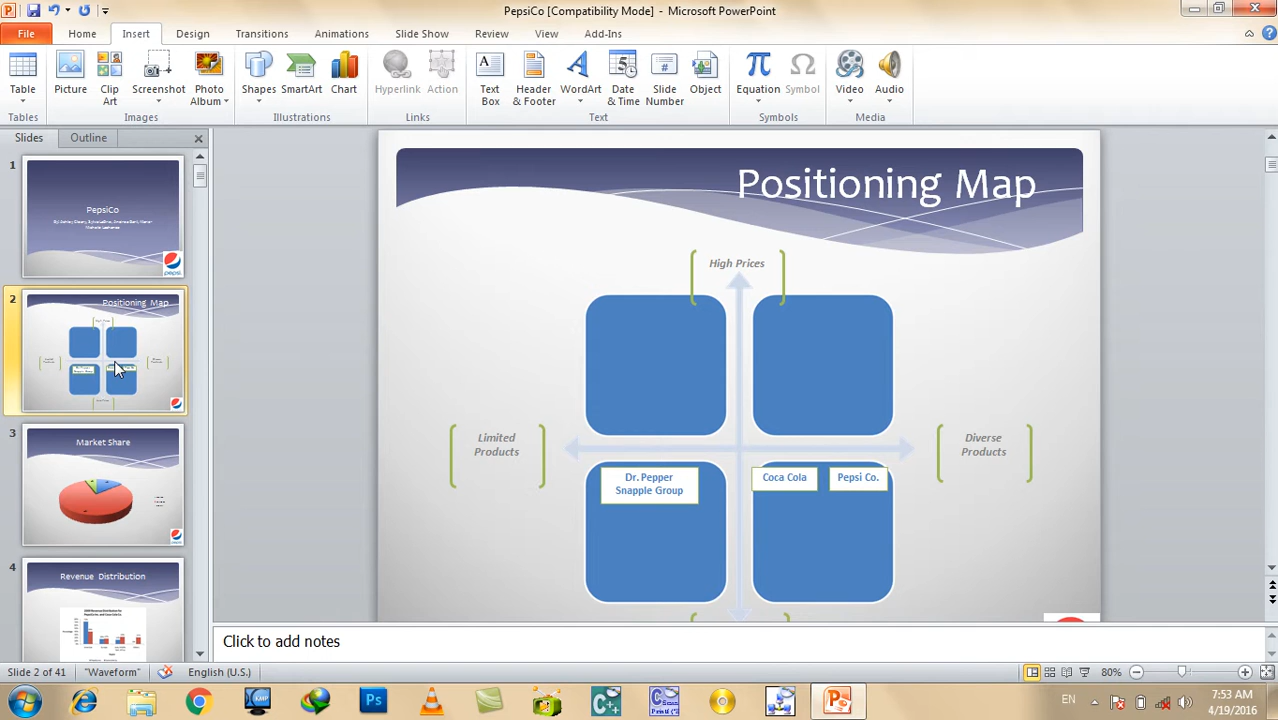 PepsiCo [Compatibility Mode] - Microsoft PowerPoint
File Home Insert Design Transitions Animations Slide Show Review View Add-Ins
Table
Picture
Clip
Art
Screenshot
Photo
Album
Shapes
SmartArt
Chart
Hyperlink
Action
Text
Box
Header
& Footer
WordArt
Date
& Time
Slide
Number
Object
Equation
Symbol
Video
Audio
Tables Images Illustrations Links Text Symbols Media
Slides Outline
1
PepsiCo
pepsi
2
Positioning Map
3
Market Share
4
Revenue Distribution
Positioning Map
High Prices
Limited
Products
Diverse
Products
Dr. Pepper
Snapple Group
Coca Cola
Pepsi Co.
Click to add notes
Slide 2 of 41 "Waveform" English (U.S.) 80%
Ps
EN
7:53 AM
4/19/2016